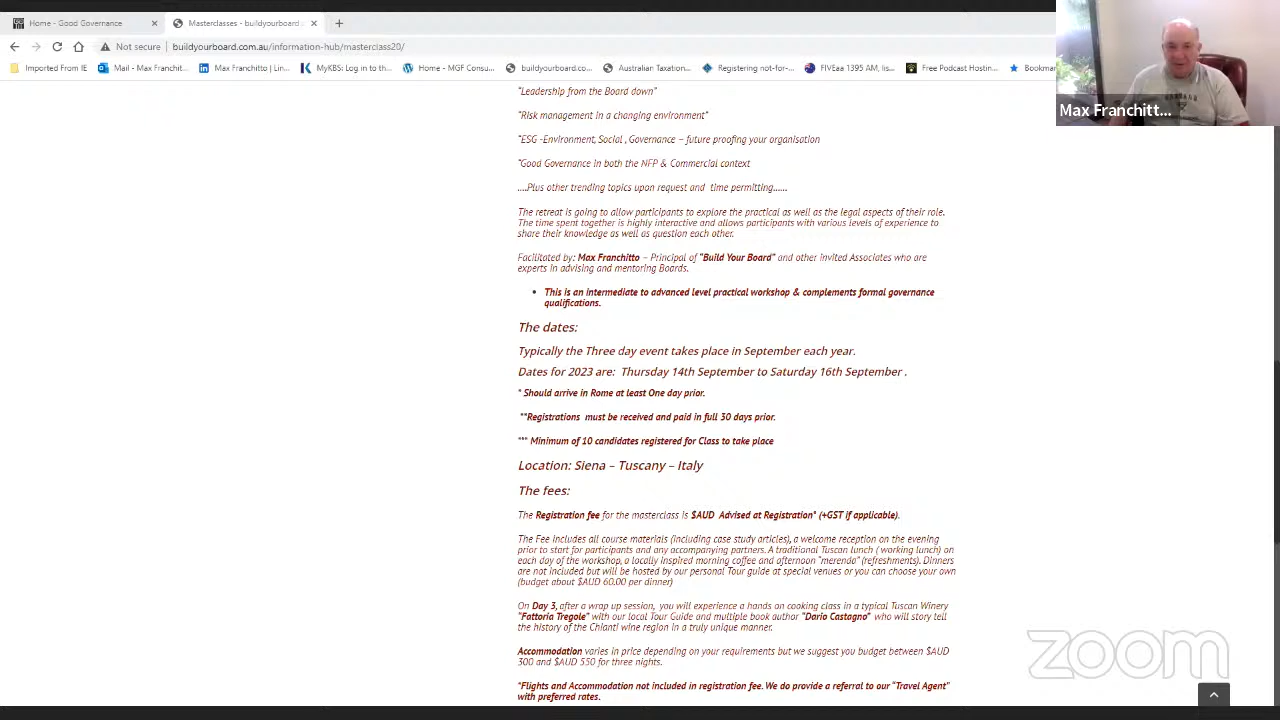 Home - Good Governance
Masterclasses - buildyourboard
Not secure
buildyourboard.com.au/information-hub/masterclass20/
Imported From IE
Mail - Max Franchit...
Max Franchitto | Lin...
MyKBS: Log in to th...
Home - MGF Consu...
buildyourboard.co...
Australian Taxation...
Registering not-for-...
FIVEaa 1395 AM, lis...
Free Podcast Hostin...
Bookmar
Max Franchitt...
"Leadership from the Board down"
"Risk management in a changing environment"
"ESG -Environment, Social , Governance – future proofing your organisation
"Good Governance in both the NFP & Commercial context
....Plus other trending topics upon request and time permitting......
The retreat is going to allow participants to explore the practical as well as the legal aspects of their role.
The time spent together is highly interactive and allows participants with various levels of experience to
share their knowledge as well as question each other.
Facilitated by: Max Franchitto – Principal of "Build Your Board" and other invited Associates who are
experts in advising and mentoring Boards.
• This is an intermediate to advanced level practical workshop & complements formal governance
qualifications.
The dates:
Typically the Three day event takes place in September each year.
Dates for 2023 are: Thursday 14th September to Saturday 16th September .
* Should arrive in Rome at least One day prior.
**Registrations must be received and paid in full 30 days prior.
*** Minimum of 10 candidates registered for Class to take place
Location: Siena – Tuscany – Italy
The fees:
The Registration fee for the masterclass is $AUD Advised at Registration* (+GST if applicable).
The Fee includes all course materials (including case study articles), a welcome reception on the evening
prior to start for participants and any accompanying partners. A traditional Tuscan lunch ( working lunch) on
each day of the workshop, a locally inspired morning coffee and afternoon "merenda" (refreshments). Dinners
are not included but will be hosted by our personal Tour guide at special venues or you can choose your own
(budget about $AUD 60.00 per dinner)
On Day 3, after a wrap up session, you will experience a hands on cooking class in a typical Tuscan Winery
"Fattoria Tregole" with our local Tour Guide and multiple book author "Dario Castagno" who will story tell
the history of the Chianti wine region in a truly unique manner.
Accommodation varies in price depending on your requirements but we suggest you budget between $AUD
300 and $AUD 550 for three nights.
*Flights and Accommodation not included in registration fee. We do provide a referral to our "Travel Agent"
with preferred rates.
zoom